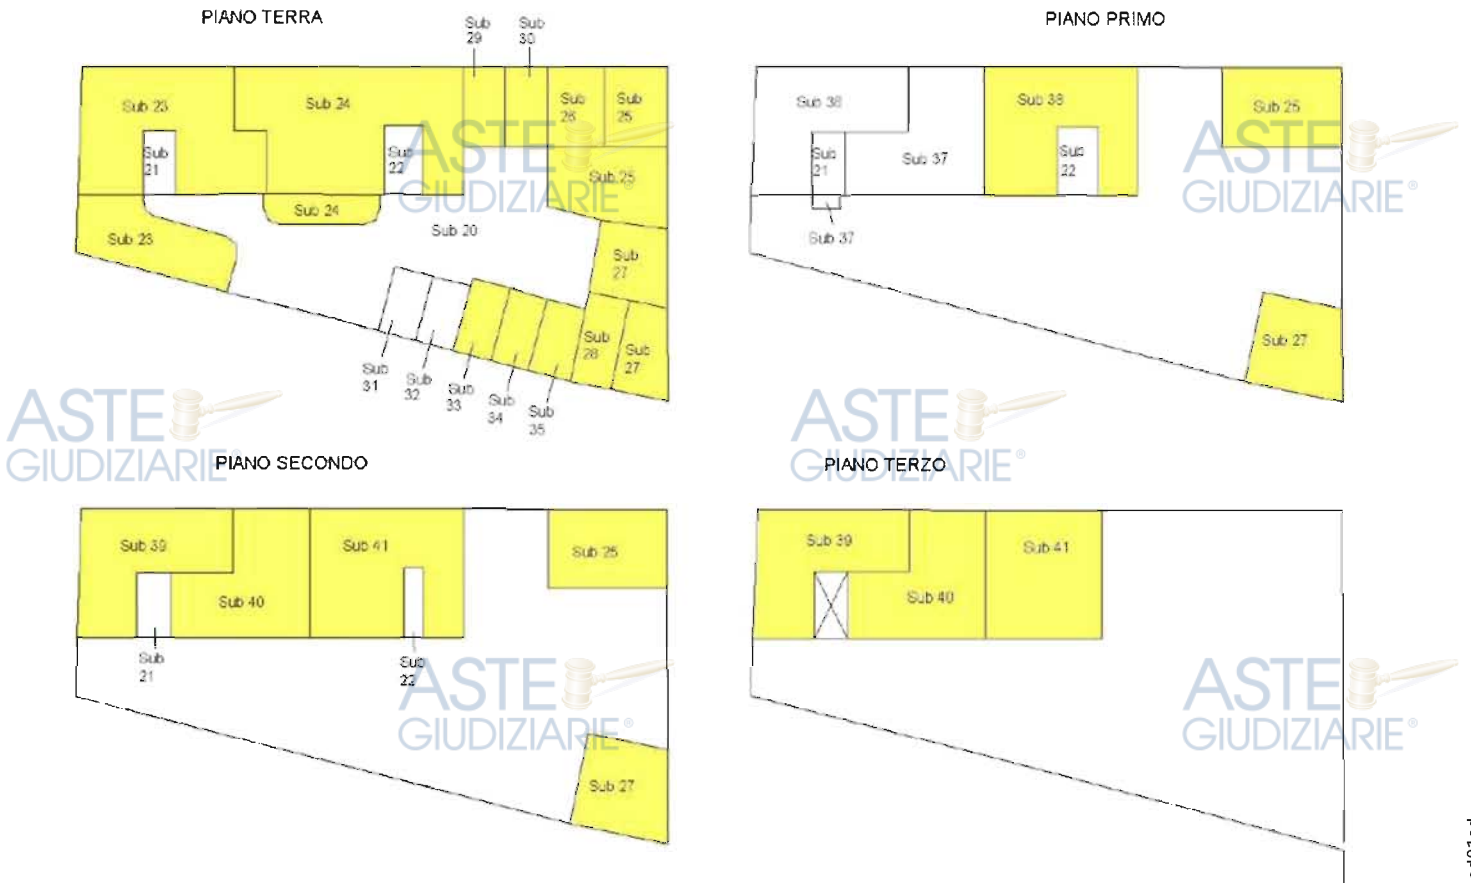 PIANO TERRA
Sub
29
Sub
30
Sub 23
Sub 24
Sub
26
Sub
25
Sub
21
Sub
22
Sub 25
Sub 24
Sub 20
Sub 23
Sub
27
Sub
28
Sub
27
Sub
31
Sub
32
Sub
33
Sub
34
Sub
35
PIANO PRIMO
Sub 36
Sub 38
Sub 25
Sub
21
Sub 37
Sub
22
Sub 37
Sub 27
ASTE
GIUDIZIARIE®
ASTE
GIUDIZIARIE®
ASTE
GIUDIZIARIE®
ASTE
GIUDIZIARIE®
PIANO SECONDO
Sub 39
Sub 41
Sub 25
Sub 40
Sub
21
Sub
22
Sub 27
PIANO TERZO
Sub 39
Sub 41
Sub 40
ASTE
GIUDIZIARIE®
ASTE
GIUDIZIARIE®